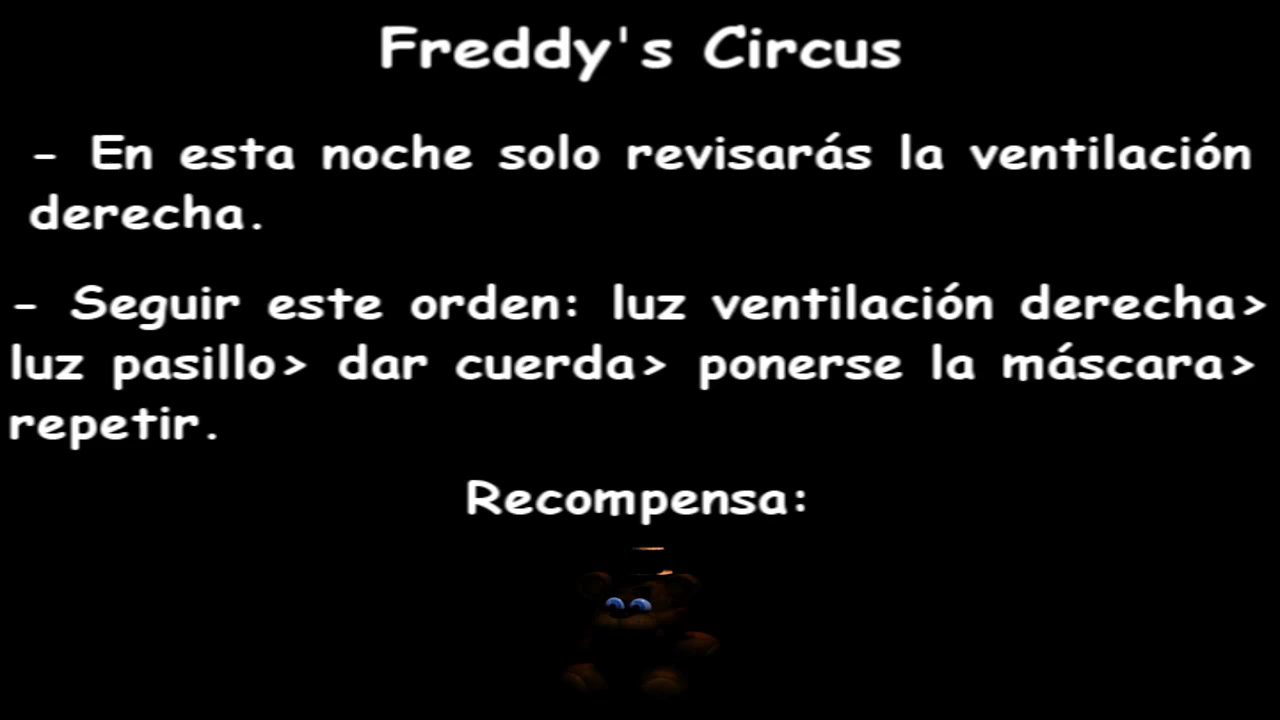 Freddy's Circus
- En esta noche solo revisarás la ventilación
derecha.
- Seguir este orden: luz ventilación derecha>
luz pasillo> dar cuerda> ponerse la máscara>
repetir.
Recompensa: